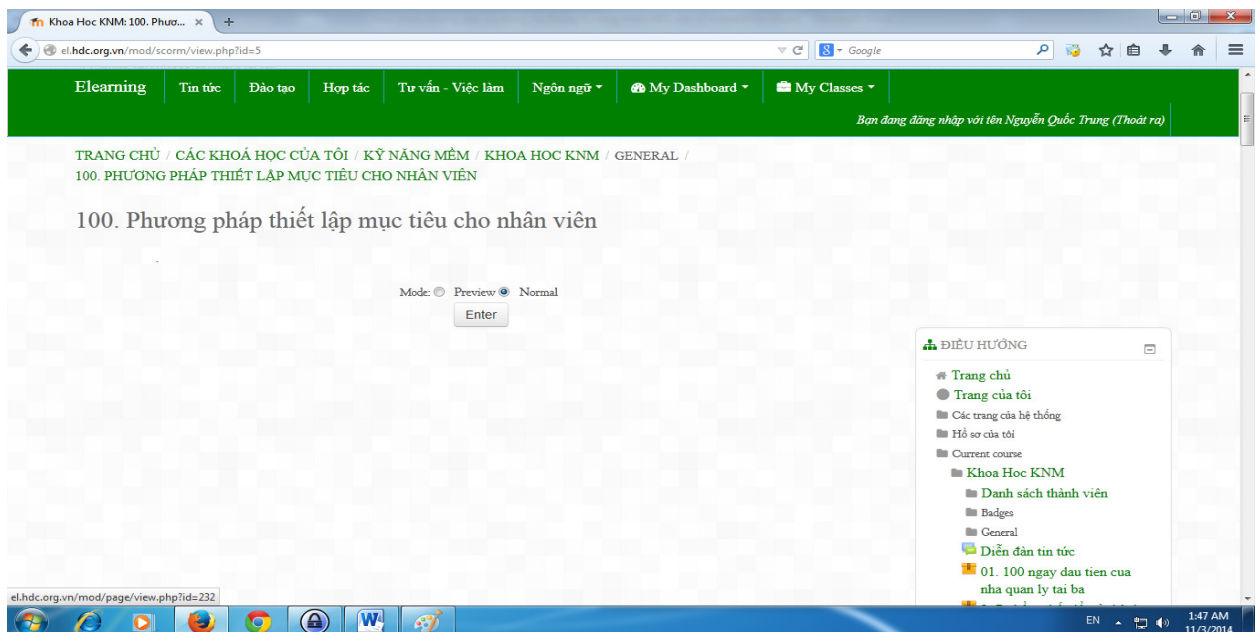 Khoa Hoc KNM: 100. Phươ...
el.hdc.org.vn/mod/scorm/view.php?id=5
Google
Elearning Tin tức Đào tạo Hợp tác Tư vấn - Việc làm Ngôn ngữ My Dashboard My Classes
Bạn đang đăng nhập với tên Nguyễn Quốc Trung (Thoát ra)
TRANG CHỦ / CÁC KHOÁ HỌC CỦA TÔI / KỸ NĂNG MỀM / KHOA HOC KNM / GENERAL /
100. PHƯƠNG PHÁP THIẾT LẬP MỤC TIÊU CHO NHÂN VIÊN
100. Phương pháp thiết lập mục tiêu cho nhân viên
Mode: Preview Normal
Enter
ĐIỀU HƯỚNG
Trang chủ
Trang của tôi
Các trang của hệ thống
Hồ sơ của tôi
Current course
Khoa Hoc KNM
Danh sách thành viên
Badges
General
Diễn đàn tin tức
01. 100 ngay dau tien cua
nha quan ly tai ba
el.hdc.org.vn/mod/page/view.php?id=232
EN
1:47 AM
11/3/2014